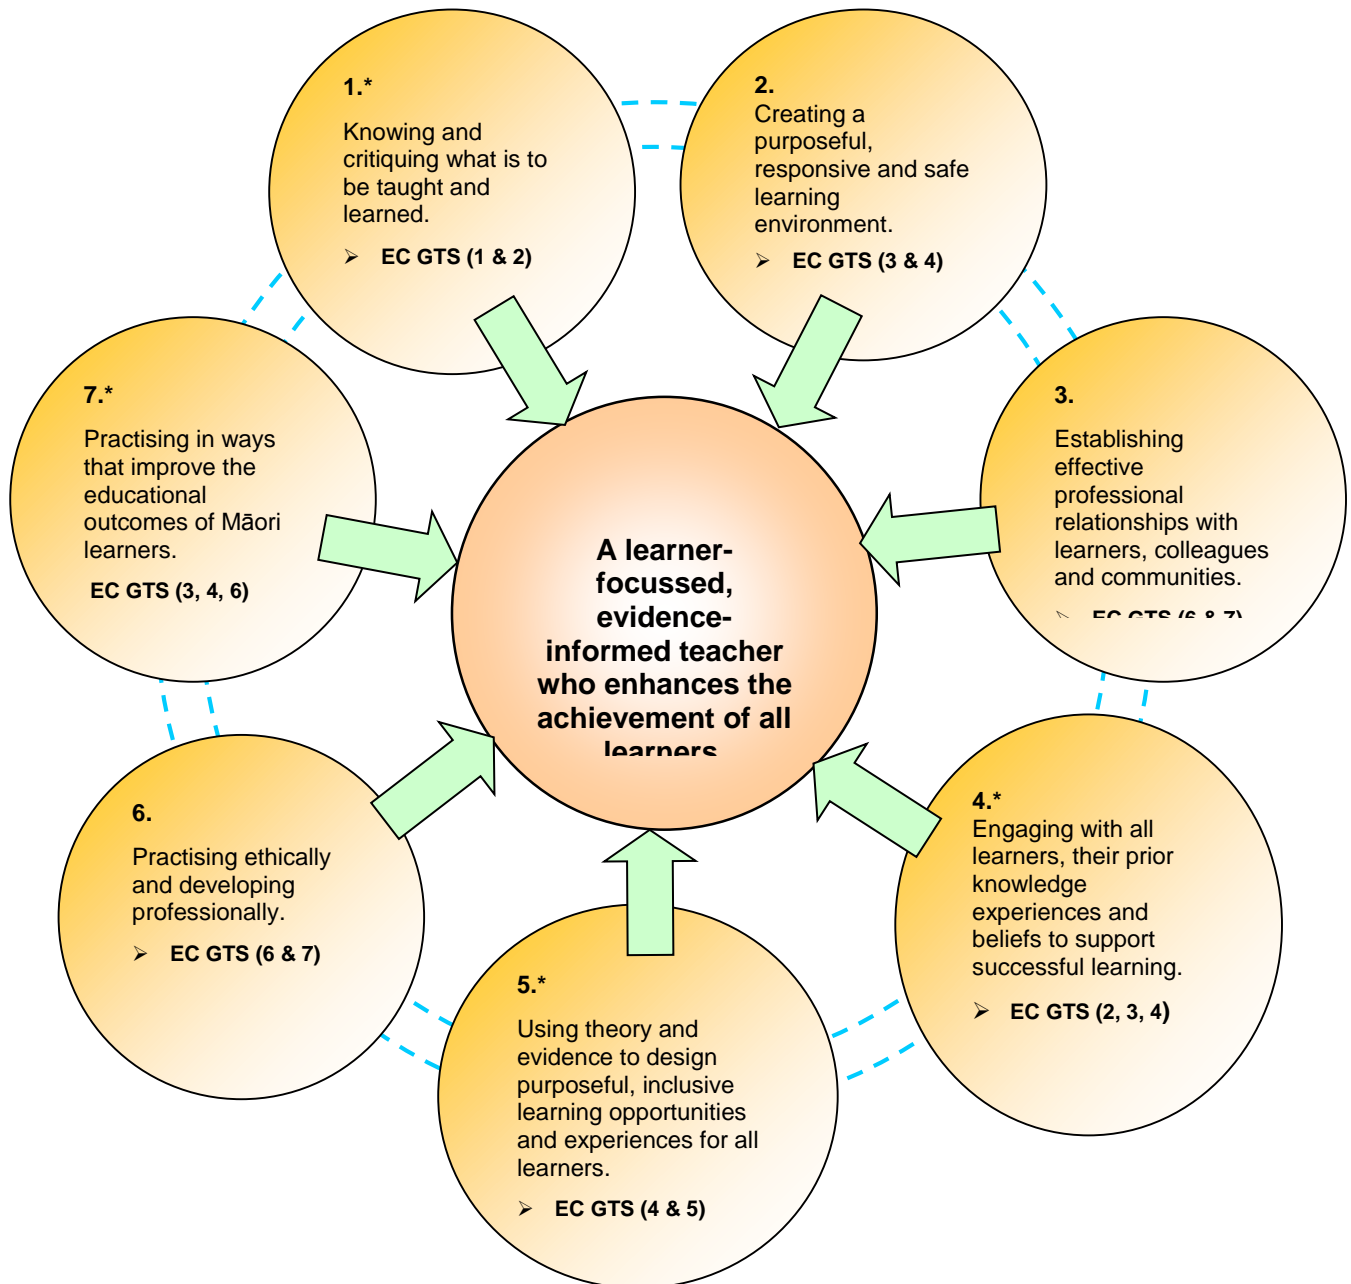 1.*
Knowing and
critiquing what is to
be taught and
learned.
➢ EC GTS (1 & 2)
2.
Creating a
purposeful,
responsive and safe
learning
environment.
➢ EC GTS (3 & 4)
3.
Establishing
effective
professional
relationships with
learners, colleagues
and communities.
➢ EC GTS (6 & 7)
4.*
Engaging with all
learners, their prior
knowledge
experiences and
beliefs to support
successful learning.
➢ EC GTS (2, 3, 4)
5.*
Using theory and
evidence to design
purposeful, inclusive
learning opportunities
and experiences for all
learners.
➢ EC GTS (4 & 5)
6.
Practising ethically
and developing
professionally.
➢ EC GTS (6 & 7)
7.*
Practising in ways
that improve the
educational
outcomes of Māori
learners.
EC GTS (3, 4, 6)
A learner-
focussed,
evidence-
informed teacher
who enhances the
achievement of all
learners